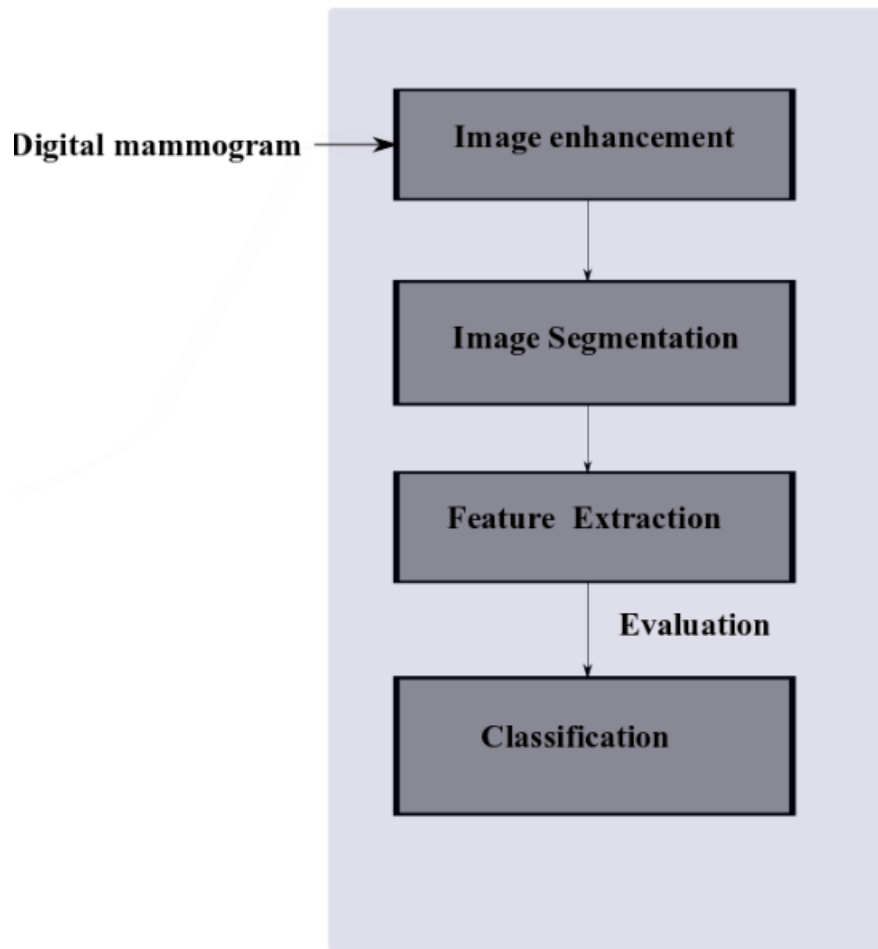 Digital mammogram
Image enhancement
Image Segmentation
Feature Extraction
Evaluation
Classification